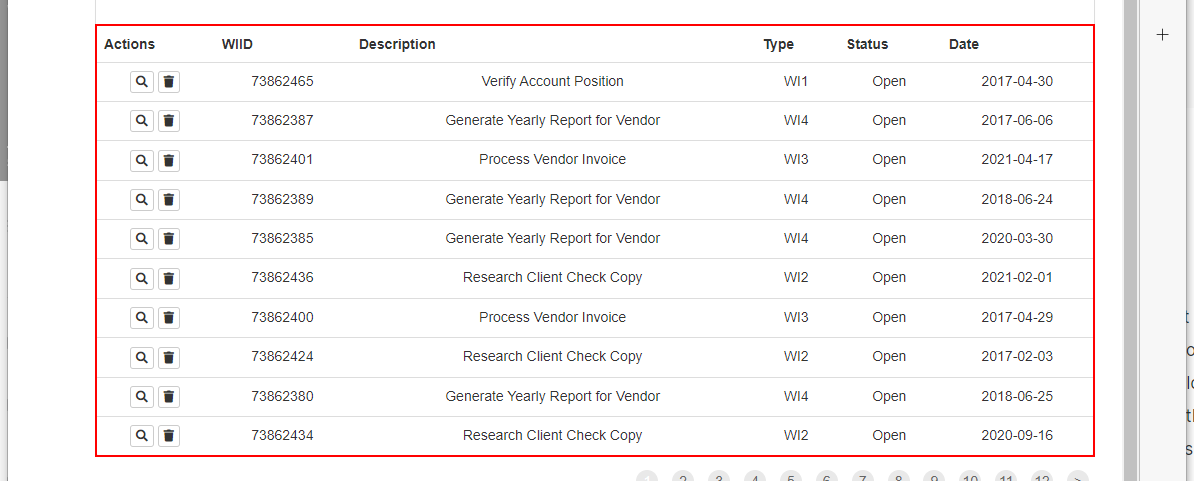 Actions WIID Description Type Status Date
73862465 Verify Account Position WI1 Open 2017-04-30
73862387 Generate Yearly Report for Vendor WI4 Open 2017-06-06
73862401 Process Vendor Invoice WI3 Open 2021-04-17
73862389 Generate Yearly Report for Vendor WI4 Open 2018-06-24
73862385 Generate Yearly Report for Vendor WI4 Open 2020-03-30
73862436 Research Client Check Copy WI2 Open 2021-02-01
73862400 Process Vendor Invoice WI3 Open 2017-04-29
73862424 Research Client Check Copy WI2 Open 2017-02-03
73862380 Generate Yearly Report for Vendor WI4 Open 2018-06-25
73862434 Research Client Check Copy WI2 Open 2020-09-16
1 2 3 4 5 6 7 8 9 10 11 12 >